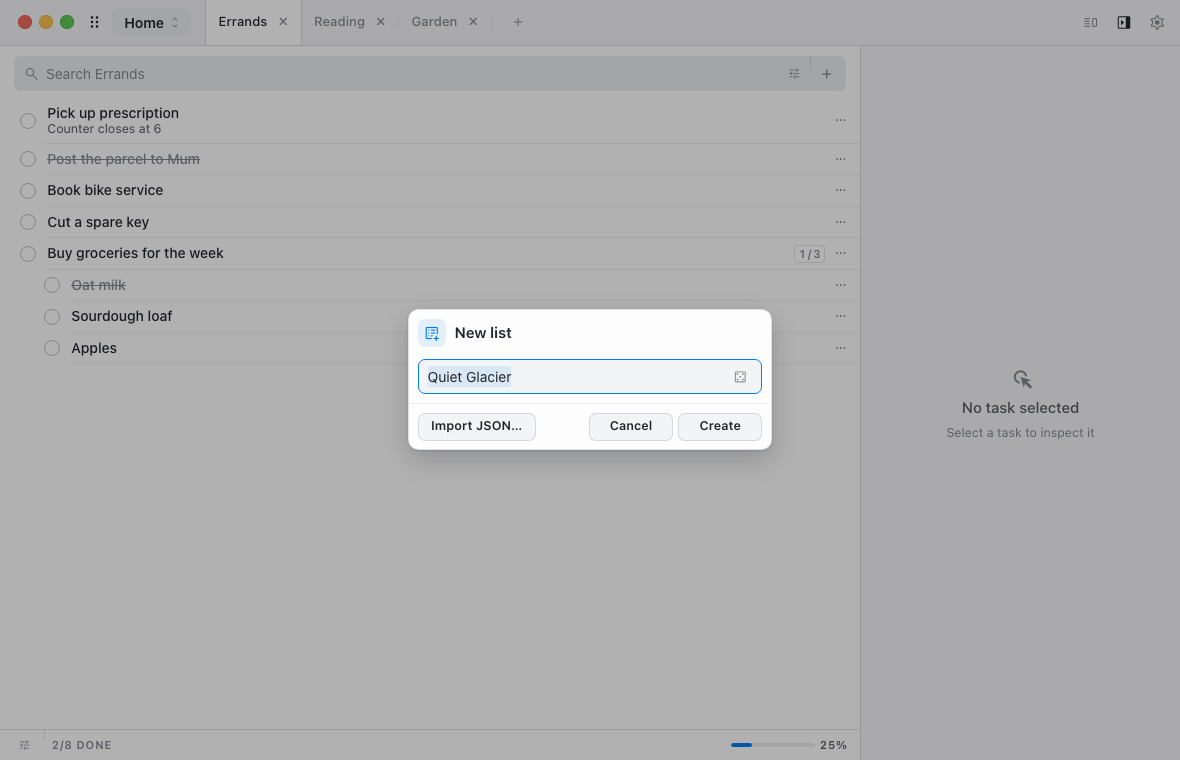 Home
Errands
Reading
Garden
Search Errands
Pick up prescription
Counter closes at 6
Post the parcel to Mum
Book bike service
Cut a spare key
Buy groceries for the week
1 / 3
Oat milk
Sourdough loaf
Apples
New list
Quiet Glacier
Import JSON...
Cancel
Create
No task selected
Select a task to inspect it
2/8 DONE
25%